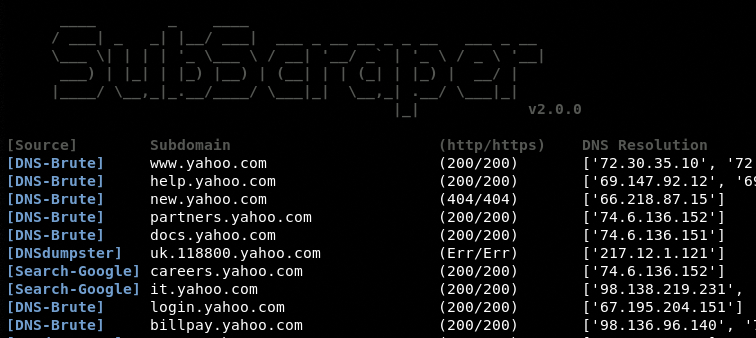 SubScraper
v2.0.0
[Source] Subdomain (http/https) DNS Resolution
[DNS-Brute] www.yahoo.com (200/200) ['72.30.35.10', '72
[DNS-Brute] help.yahoo.com (200/200) ['69.147.92.12', '69
[DNS-Brute] new.yahoo.com (404/404) ['66.218.87.15']
[DNS-Brute] partners.yahoo.com (200/200) ['74.6.136.152']
[DNS-Brute] docs.yahoo.com (200/200) ['74.6.136.151']
[DNSdumpster] uk.118800.yahoo.com (Err/Err) ['217.12.1.121']
[Search-Google] careers.yahoo.com (200/200) ['74.6.136.152']
[Search-Google] it.yahoo.com (200/200) ['98.138.219.231',
[DNS-Brute] login.yahoo.com (200/200) ['67.195.204.151']
[DNS-Brute] billpay.yahoo.com (200/200) ['98.136.96.140', '7